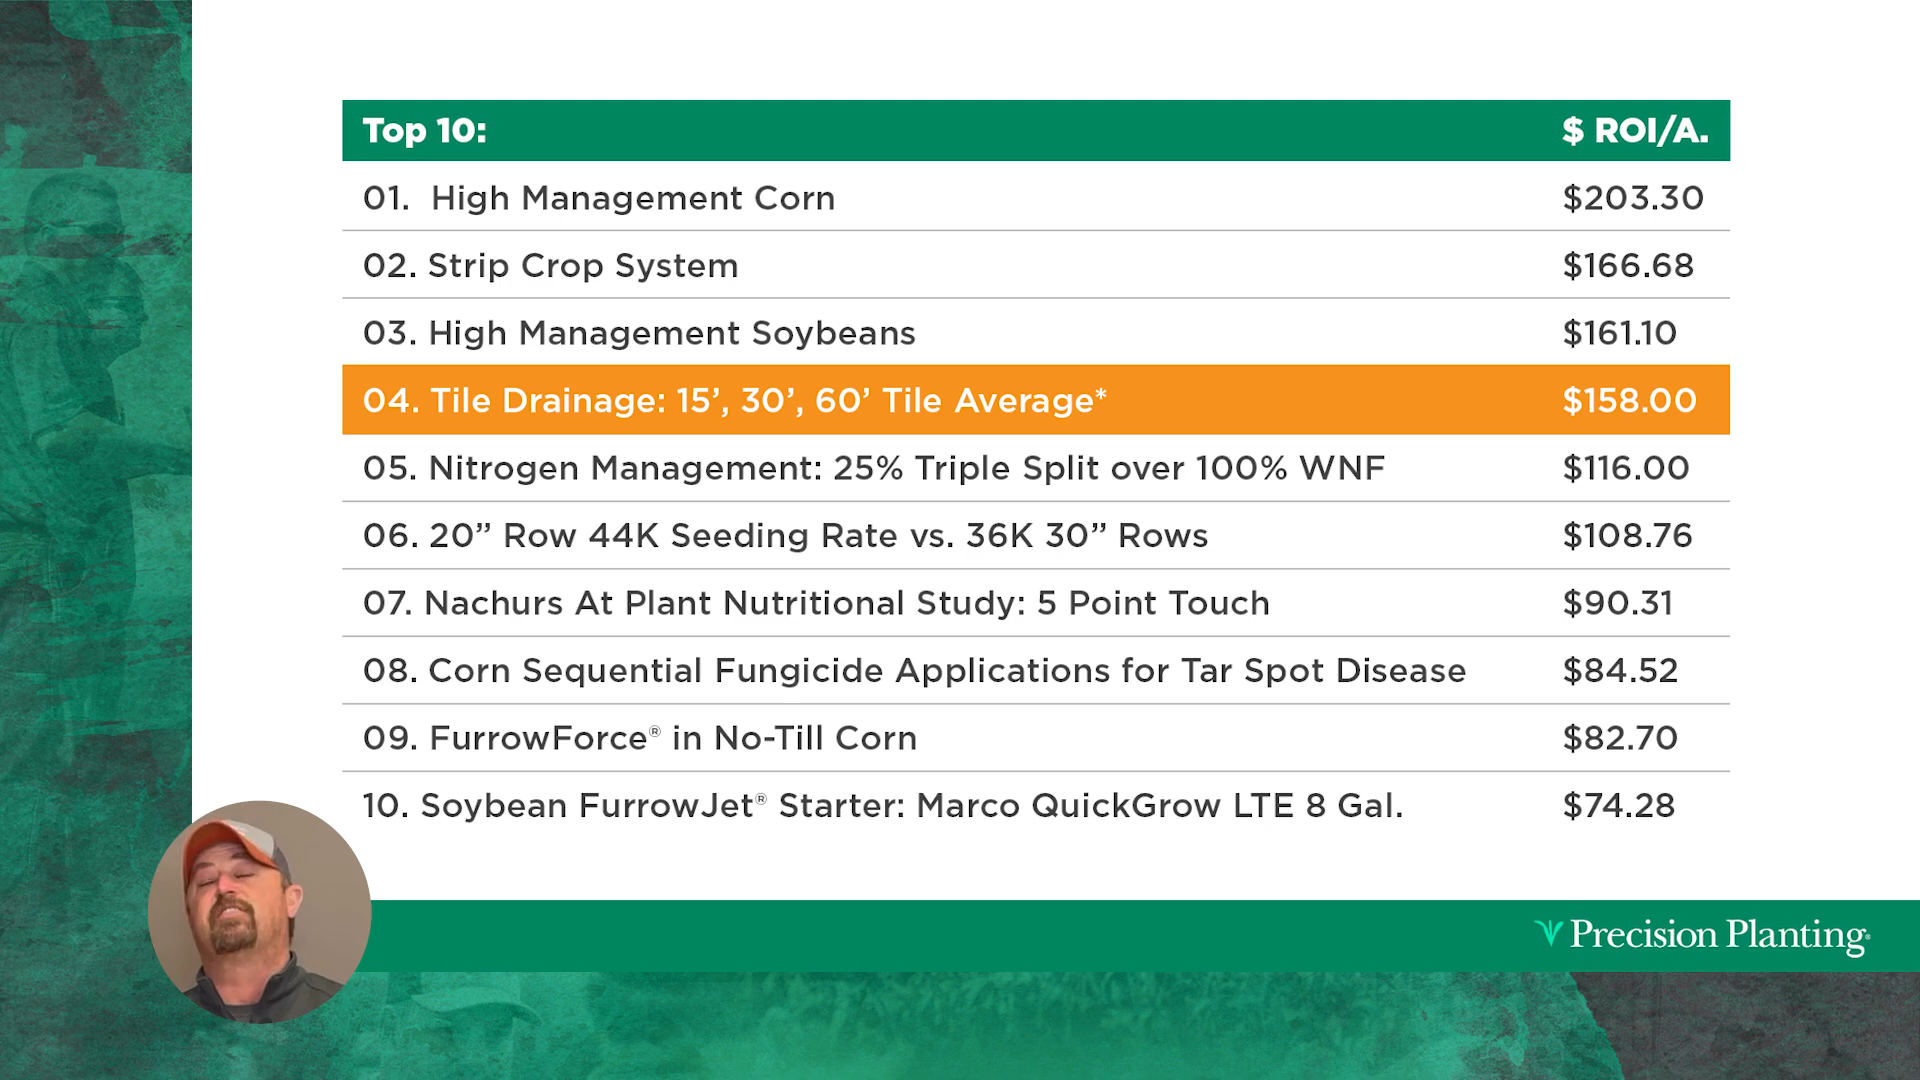 Top 10: $ ROI/A.
01. High Management Corn $203.30
02. Strip Crop System $166.68
03. High Management Soybeans $161.10
04. Tile Drainage: 15’, 30’, 60’ Tile Average* $158.00
05. Nitrogen Management: 25% Triple Split over 100% WNF $116.00
06. 20” Row 44K Seeding Rate vs. 36K 30” Rows $108.76
07. Nachurs At Plant Nutritional Study: 5 Point Touch $90.31
08. Corn Sequential Fungicide Applications for Tar Spot Disease $84.52
09. FurrowForce® in No-Till Corn $82.70
10. Soybean FurrowJet® Starter: Marco QuickGrow LTE 8 Gal. $74.28
Precision Planting®